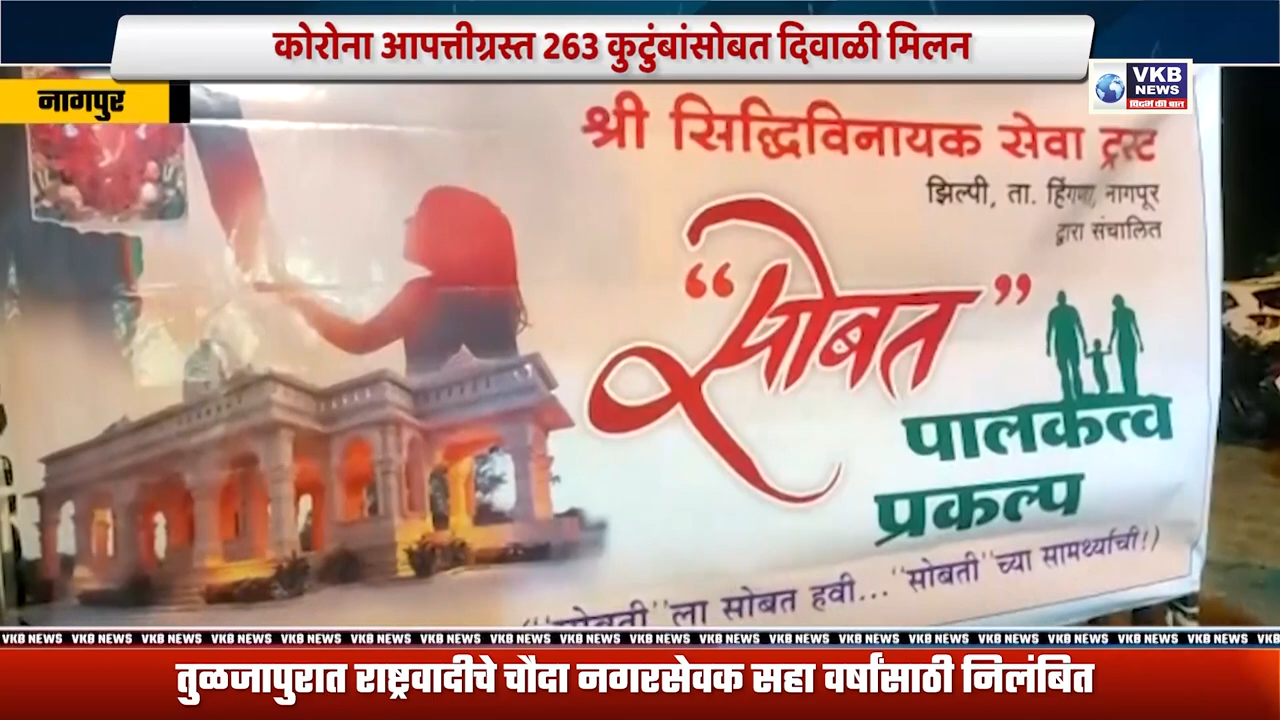 कोरोना आपत्तीग्रस्त 263 कुटुंबांसोबत दिवाळी मिलन
नागपुर
VKB
NEWS
विदर्भ की बात
श्री सिद्धिविनायक सेवा ट्रस्ट
झिल्पी, ता. हिंगणा, नागपूर
द्वारा संचालित
"सोबत"
पालकत्व
प्रकल्प
(''सोबती''ला सोबत हवी... ''सोबती''च्या सामर्थ्याची!)
VKB NEWS VKB NEWS VKB NEWS VKB NEWS VKB NEWS VKB NEWS VKB NEWS VKB NEWS VKB NEWS VKB NEWS VKB NEWS VKB NEWS VKB NEWS VKB NEWS VKB NEWS VKB NEWS VKB NEWS VKB NEWS
तुळजापुरात राष्ट्रवादीचे चौदा नगरसेवक सहा वर्षांसाठी निलंबित